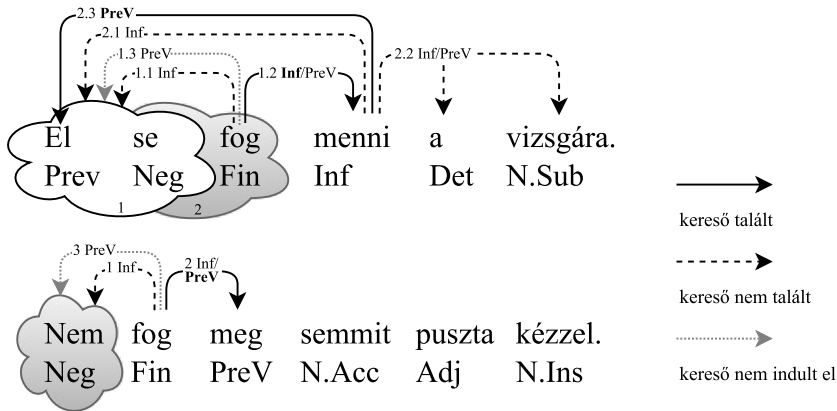 2.3 PreV
2.1 Inf
1.3 PreV
1.1 Inf
1.2 Inf/PreV
2.2 Inf/PreV
El se fog menni a vizsgára.
Prev Neg Fin Inf Det N.Sub
1 2
3 PreV
1 Inf
2 Inf/
PreV
Nem fog meg semmit puszta kézzel.
Neg Fin PreV N.Acc Adj N.Ins
kereső talált
kereső nem talált
kereső nem indult el